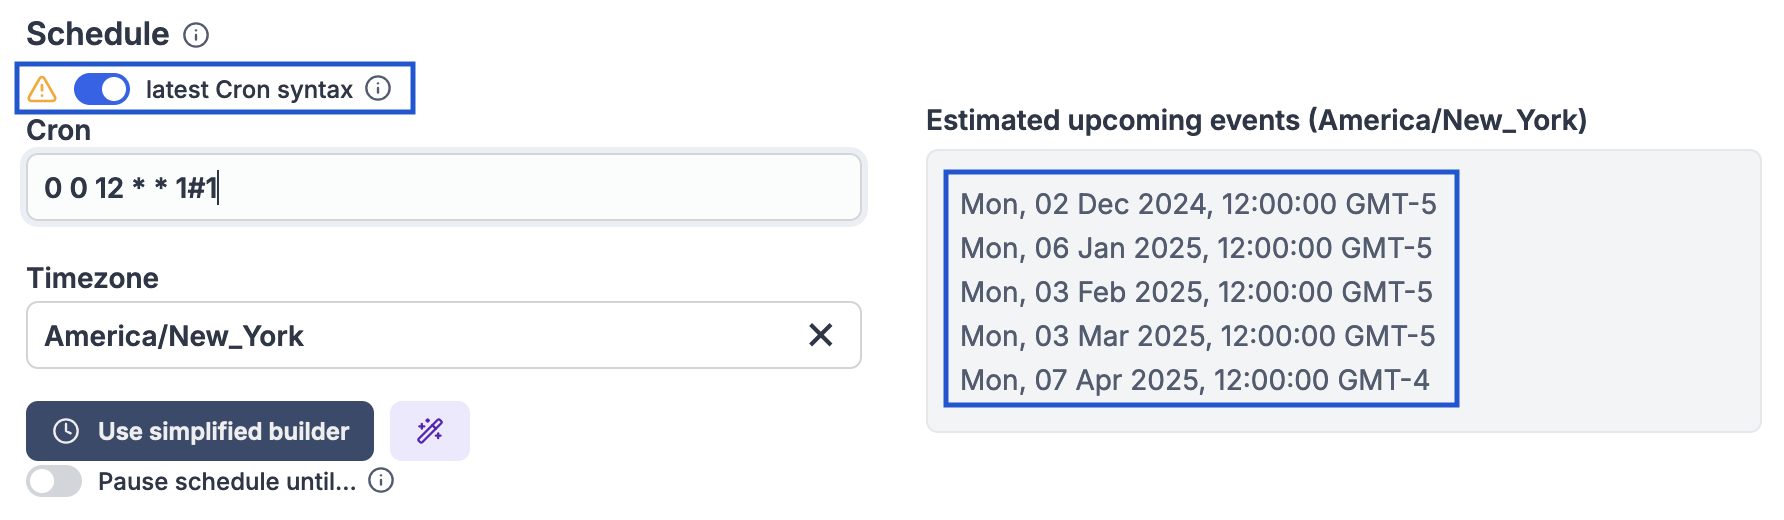 Schedule
latest Cron syntax
Cron
0 0 12 * * 1#1
Timezone
America/New_York
Use simplified builder
Pause schedule until...
Estimated upcoming events (America/New_York)
Mon, 02 Dec 2024, 12:00:00 GMT-5
Mon, 06 Jan 2025, 12:00:00 GMT-5
Mon, 03 Feb 2025, 12:00:00 GMT-5
Mon, 03 Mar 2025, 12:00:00 GMT-5
Mon, 07 Apr 2025, 12:00:00 GMT-4